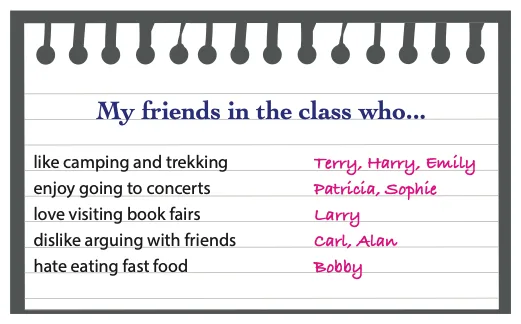 My friends in the class who...
like camping and trekking Terry, Harry, Emily
enjoy going to concerts Patricia, Sophie
love visiting book fairs Larry
dislike arguing with friends Carl, Alan
hate eating fast food Bobby